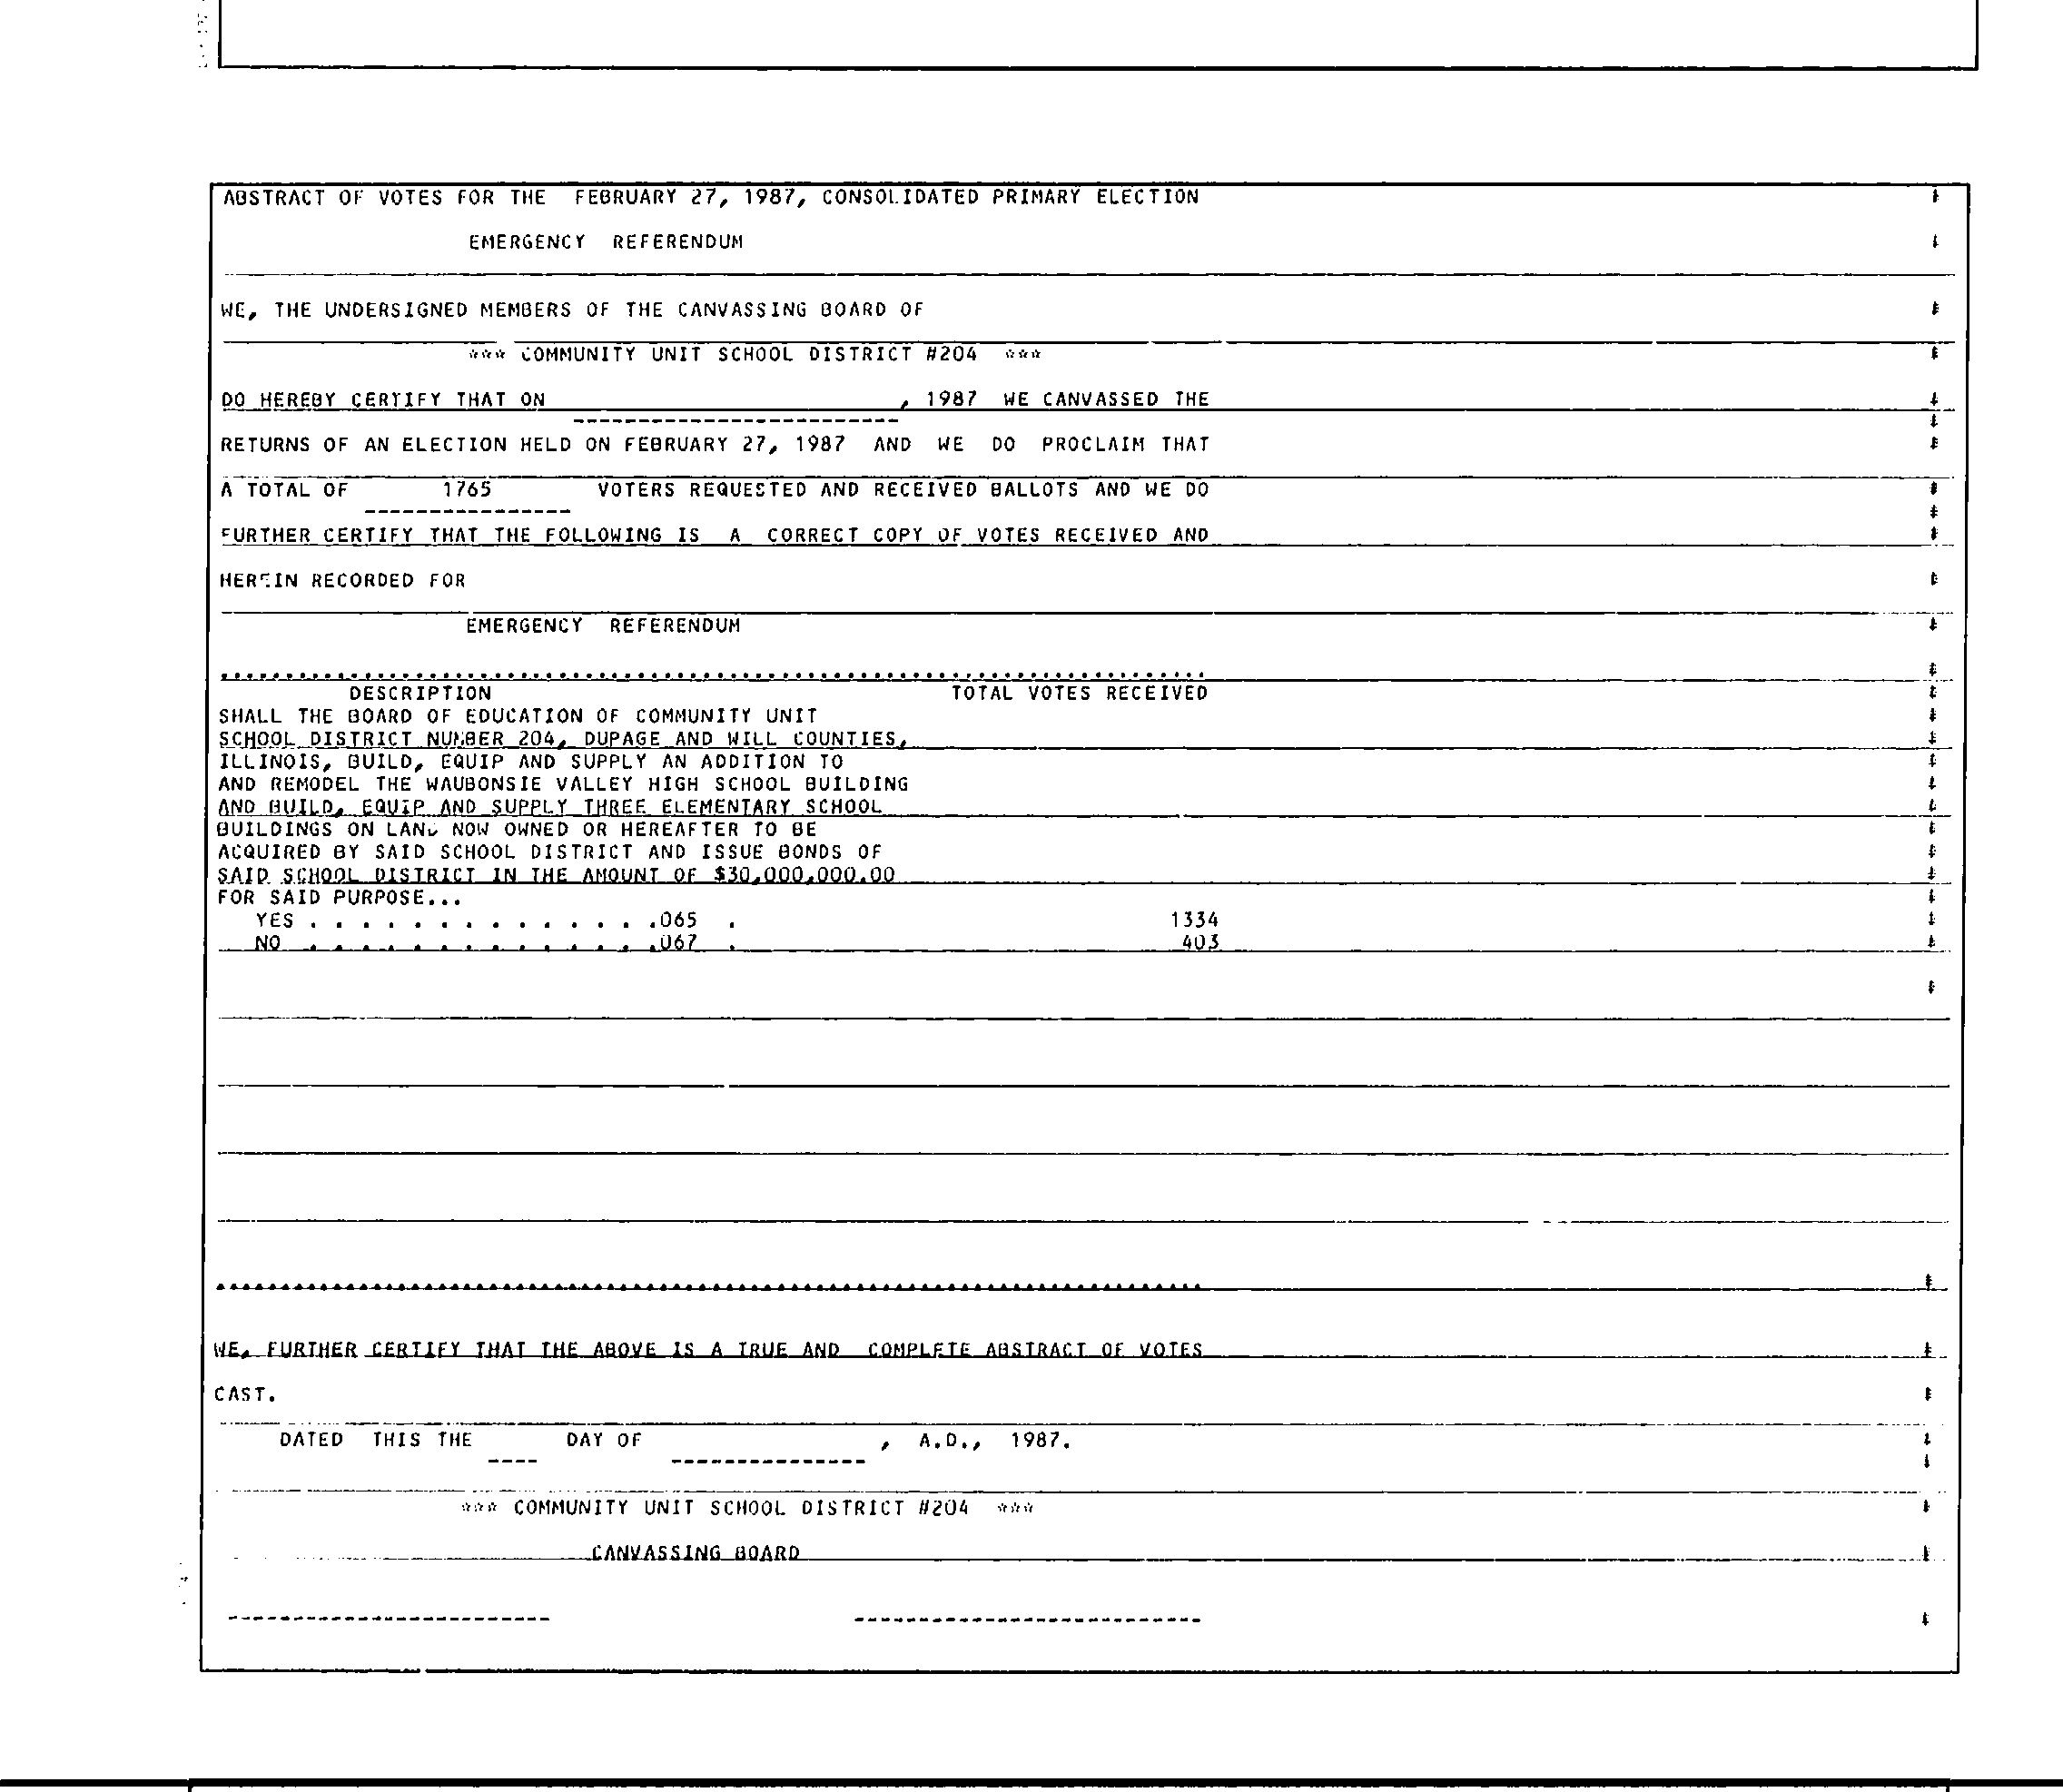 ABSTRACT OF VOTES FOR THE FEBRUARY 27, 1987, CONSOLIDATED PRIMARY ELECTION
EMERGENCY REFERENDUM
WE, THE UNDERSIGNED MEMBERS OF THE CANVASSING BOARD OF
*** COMMUNITY UNIT SCHOOL DISTRICT #204 ***
DO HEREBY CERTIFY THAT ON , 1987 WE CANVASSED THE
-------------------------
RETURNS OF AN ELECTION HELD ON FEBRUARY 27, 1987 AND WE DO PROCLAIM THAT
A TOTAL OF 1765 VOTERS REQUESTED AND RECEIVED BALLOTS AND WE DO
----------------
FURTHER CERTIFY THAT THE FOLLOWING IS A CORRECT COPY OF VOTES RECEIVED AND
HEREIN RECORDED FOR
EMERGENCY REFERENDUM
DESCRIPTION TOTAL VOTES RECEIVED
SHALL THE BOARD OF EDUCATION OF COMMUNITY UNIT
SCHOOL DISTRICT NUMBER 204, DUPAGE AND WILL COUNTIES,
ILLINOIS, BUILD, EQUIP AND SUPPLY AN ADDITION TO
AND REMODEL THE WAUBONSIE VALLEY HIGH SCHOOL BUILDING
AND BUILD, EQUIP AND SUPPLY THREE ELEMENTARY SCHOOL
BUILDINGS ON LAND NOW OWNED OR HEREAFTER TO BE
ACQUIRED BY SAID SCHOOL DISTRICT AND ISSUE BONDS OF
SAID SCHOOL DISTRICT IN THE AMOUNT OF $30,000,000.00
FOR SAID PURPOSE...
YES . . . . . . . . . . . . . .065 . 1334
NO . . . . . . . . . . . . . .067 . 403
WE, FURTHER CERTIFY THAT THE ABOVE IS A TRUE AND COMPLETE ABSTRACT OF VOTES
CAST.
DATED THIS THE DAY OF , A.D., 1987.
---- ---------------
*** COMMUNITY UNIT SCHOOL DISTRICT #204 ***
CANVASSING BOARD
------------------------- ---------------------------